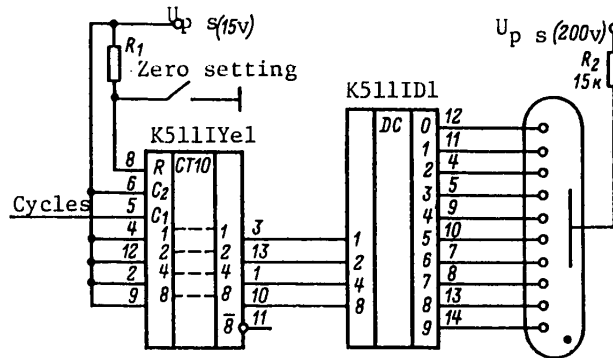 U p s(15v)
U p s (200v)
R1
R2
15к
Zero setting
K511IYe1
K511ID1
8 R CT10
6 C2
Cycles 5 C1
4 1 1 3
12 2 2 13
2 4 4 1
9 8 8 10
8 11
DC
1
2
4
8
0 12
1 11
2 4
3 5
4 9
5 10
6 7
7 8
8 13
9 14